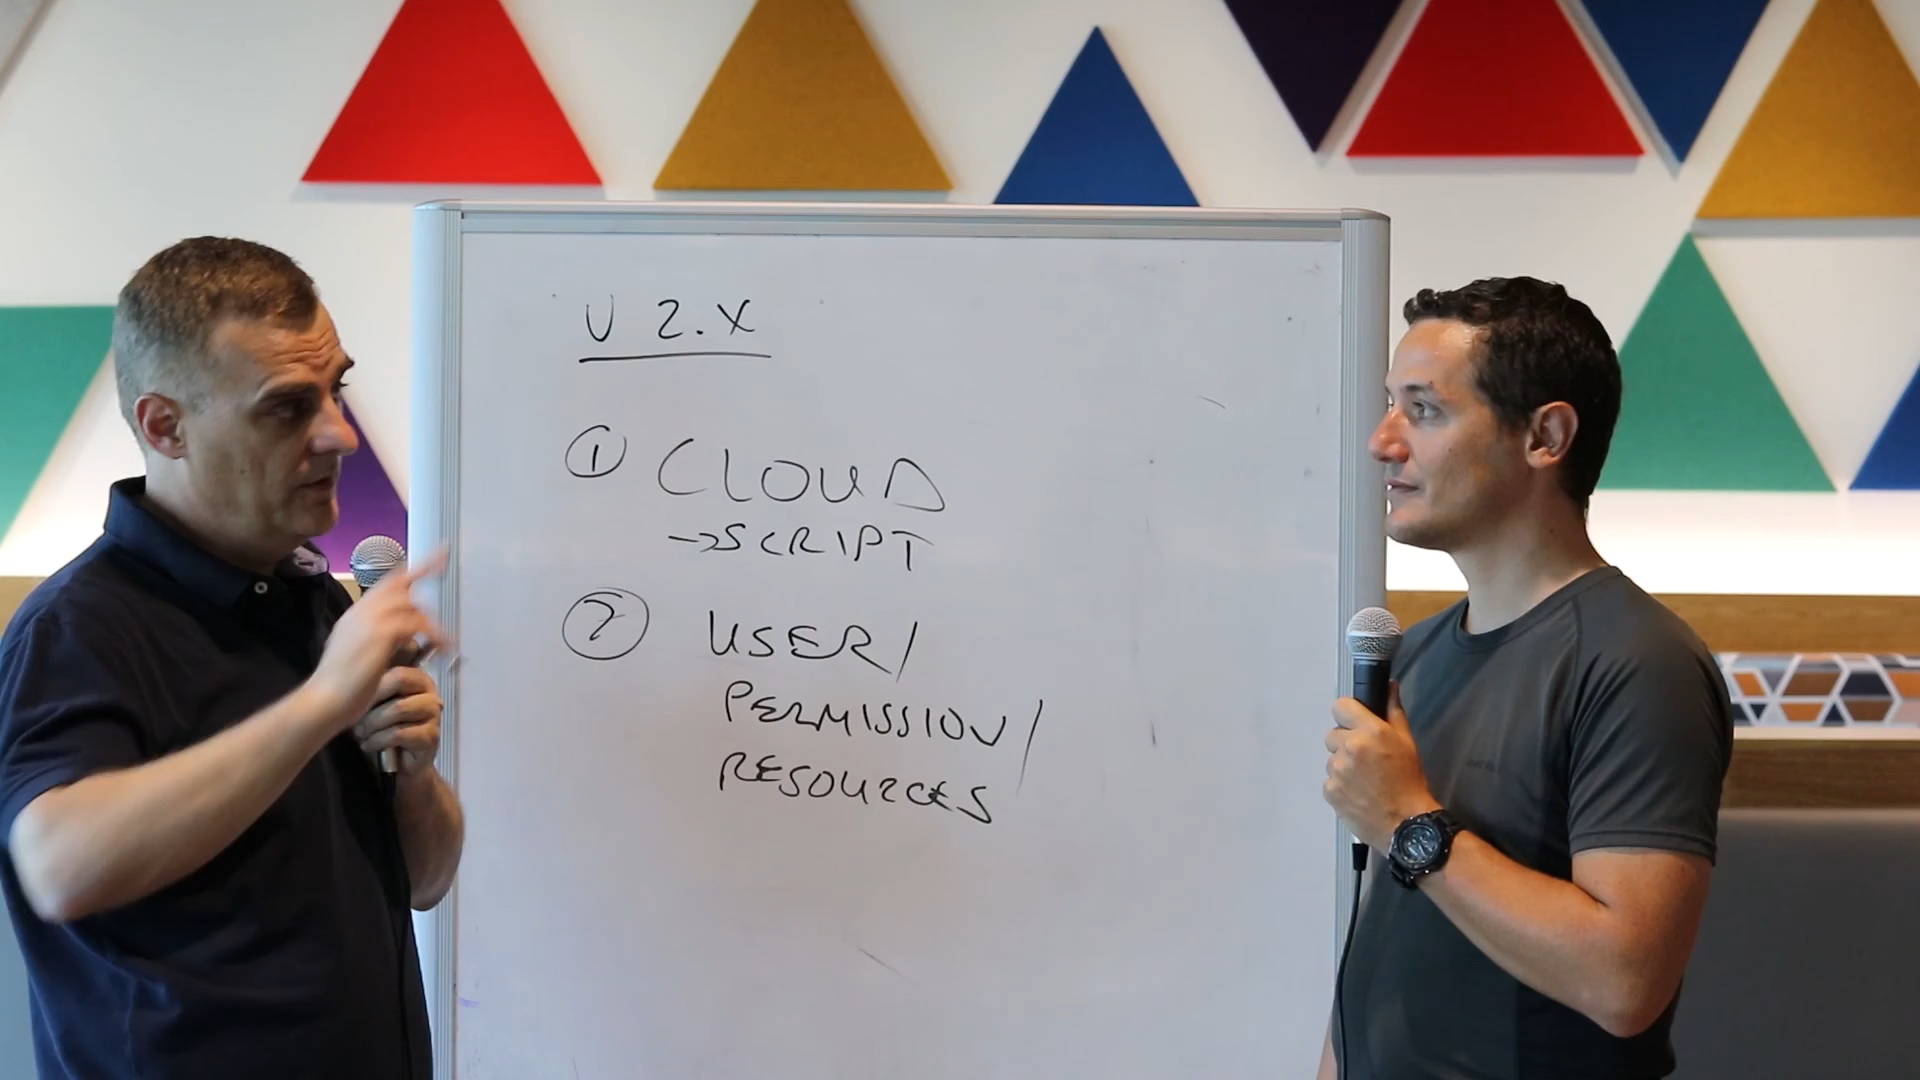 V 2.X
① CLOUD
→SCRIPT
② USER/
PERMISSION/
RESOURCES